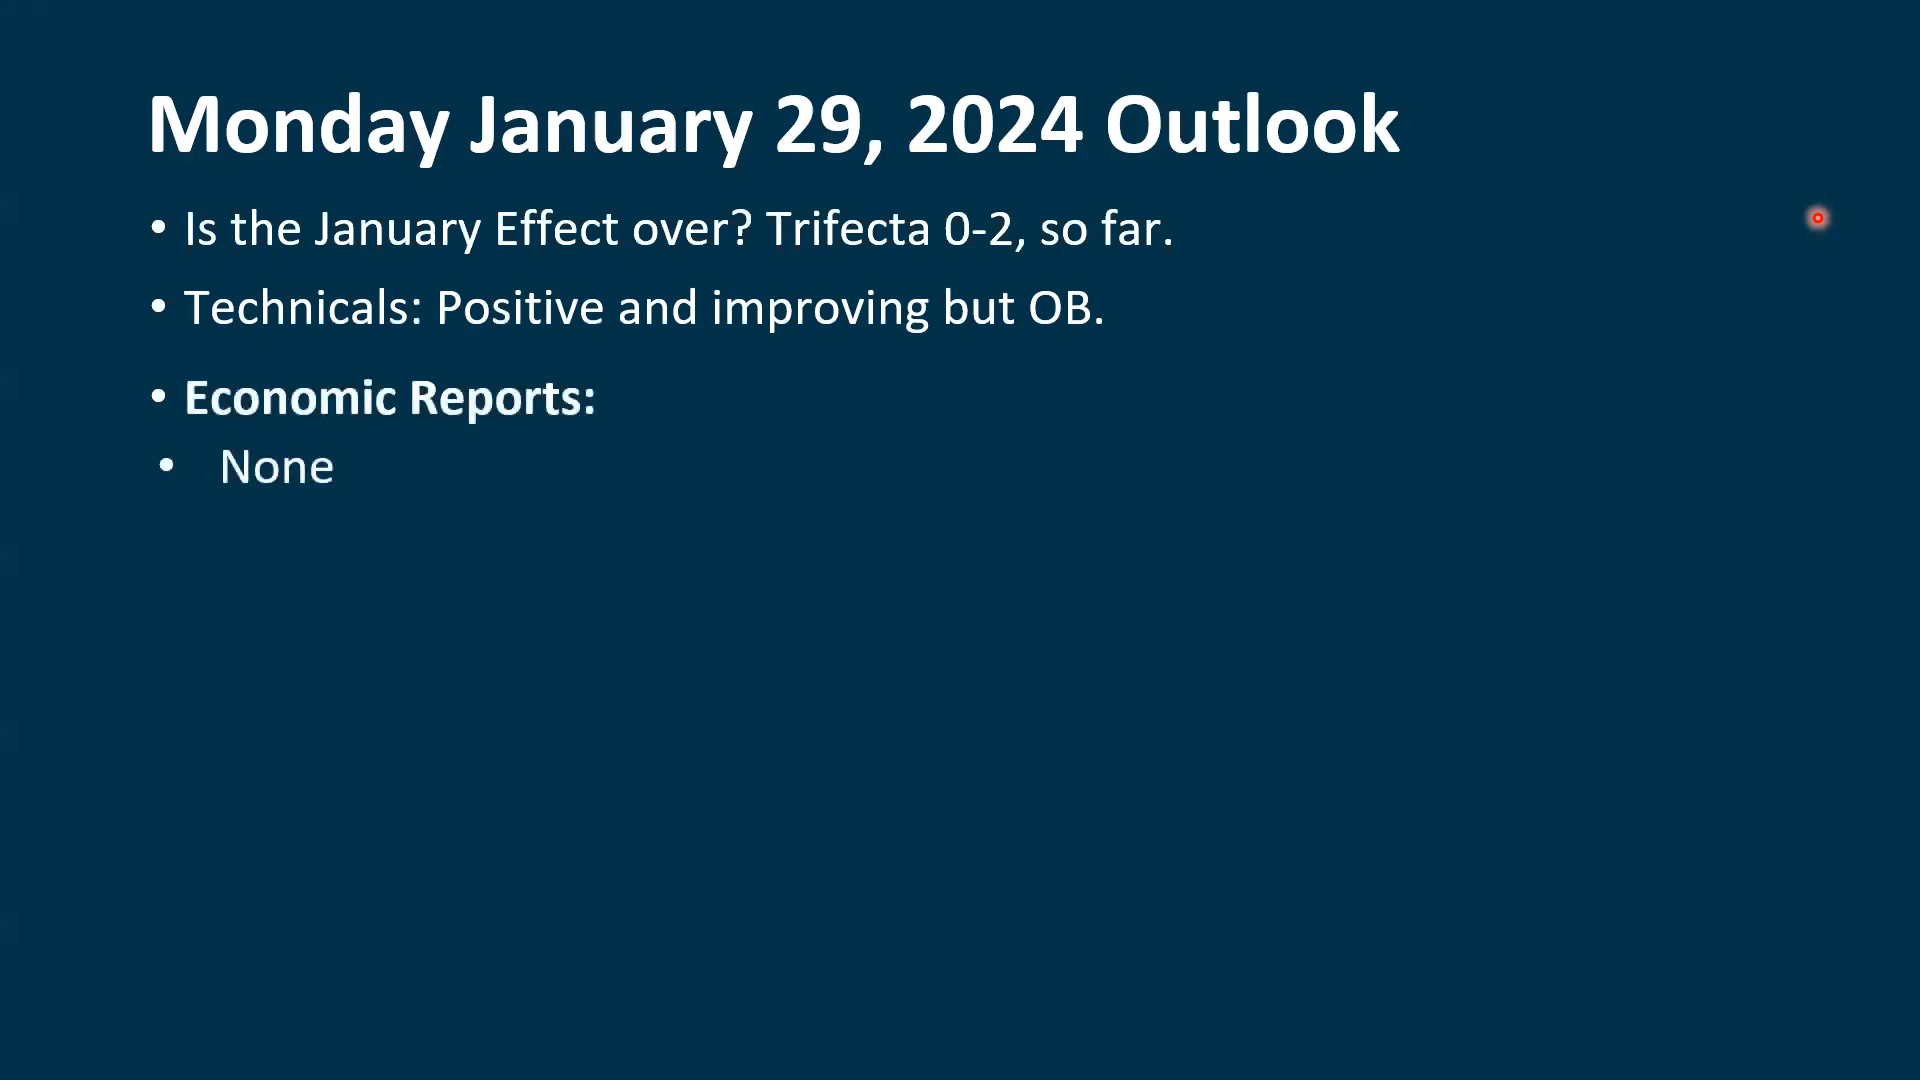 Monday January 29, 2024 Outlook
• Is the January Effect over? Trifecta 0-2, so far.
• Technicals: Positive and improving but OB.
• Economic Reports:
• None